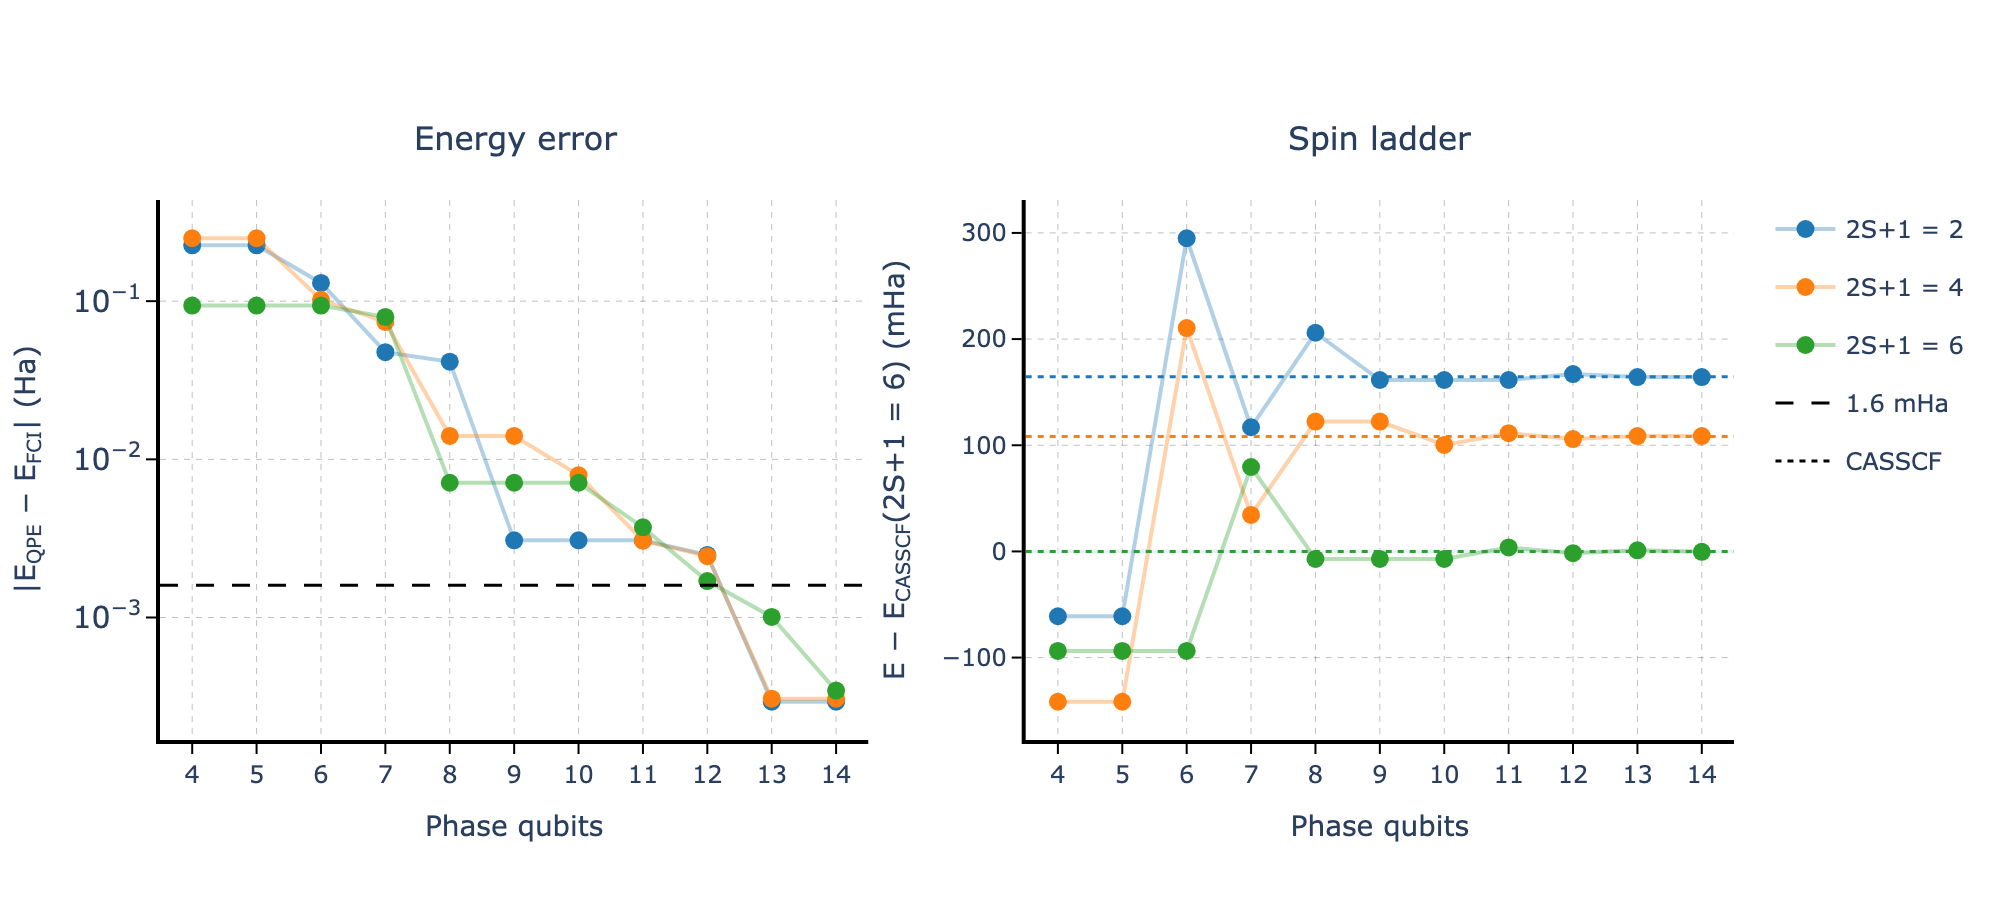 Energy error
|E_QPE − E_FCI| (Ha)
10⁻¹
10⁻²
10⁻³
4 5 6 7 8 9 10 11 12 13 14
Phase qubits
Spin ladder
E − E_CASSCF(2S+1 = 6) (mHa)
300
200
100
0
−100
4 5 6 7 8 9 10 11 12 13 14
Phase qubits
2S+1 = 2
2S+1 = 4
2S+1 = 6
1.6 mHa
CASSCF